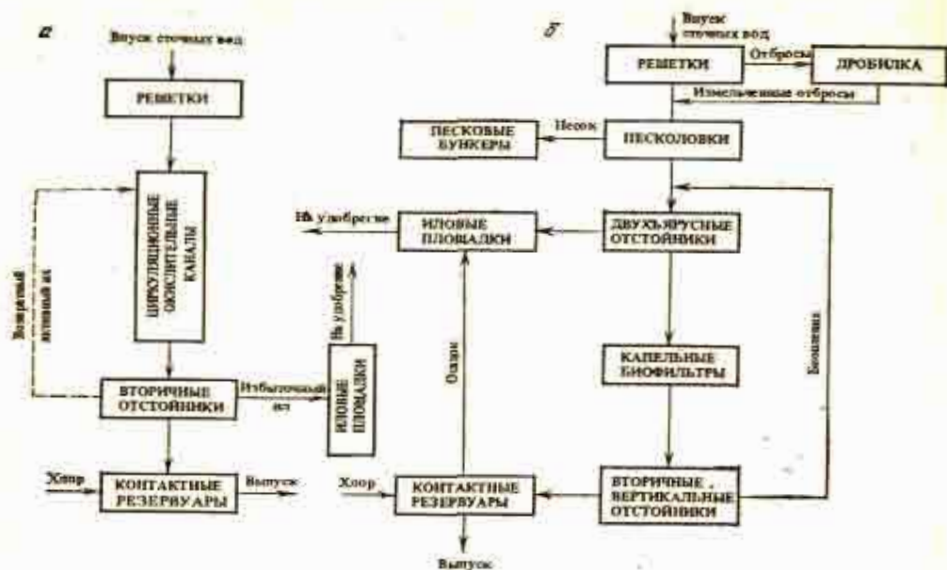 а
Впуск сточных вод
РЕШЕТКИ
ЦИРКУЛЯЦИОННЫЕ
ОКИСЛИТЕЛЬНЫЕ
КАНАЛЫ
Возвратный
активный ил
ВТОРИЧНЫЕ
ОТСТОЙНИКИ
Избыточный
ил
ИЛОВЫЕ
ПЛОЩАДКИ
На удобрение
Хлор
КОНТАКТНЫЕ
РЕЗЕРВУАРЫ
Выпуск
б
Впуск
сточных вод
РЕШЕТКИ
Отбросы
ДРОБИЛКА
Измельченные отбросы
ПЕСКОВЫЕ
БУНКЕРЫ
Песок
ПЕСКОЛОВКИ
На удобрение
ИЛОВЫЕ
ПЛОЩАДКИ
ДВУХЪЯРУСНЫЕ
ОТСТОЙНИКИ
Осадок
КАПЕЛЬНЫЕ
БИОФИЛЬТРЫ
Биопленка
Хлор
КОНТАКТНЫЕ
РЕЗЕРВУАРЫ
ВТОРИЧНЫЕ
ВЕРТИКАЛЬНЫЕ
ОТСТОЙНИКИ
Выпуск